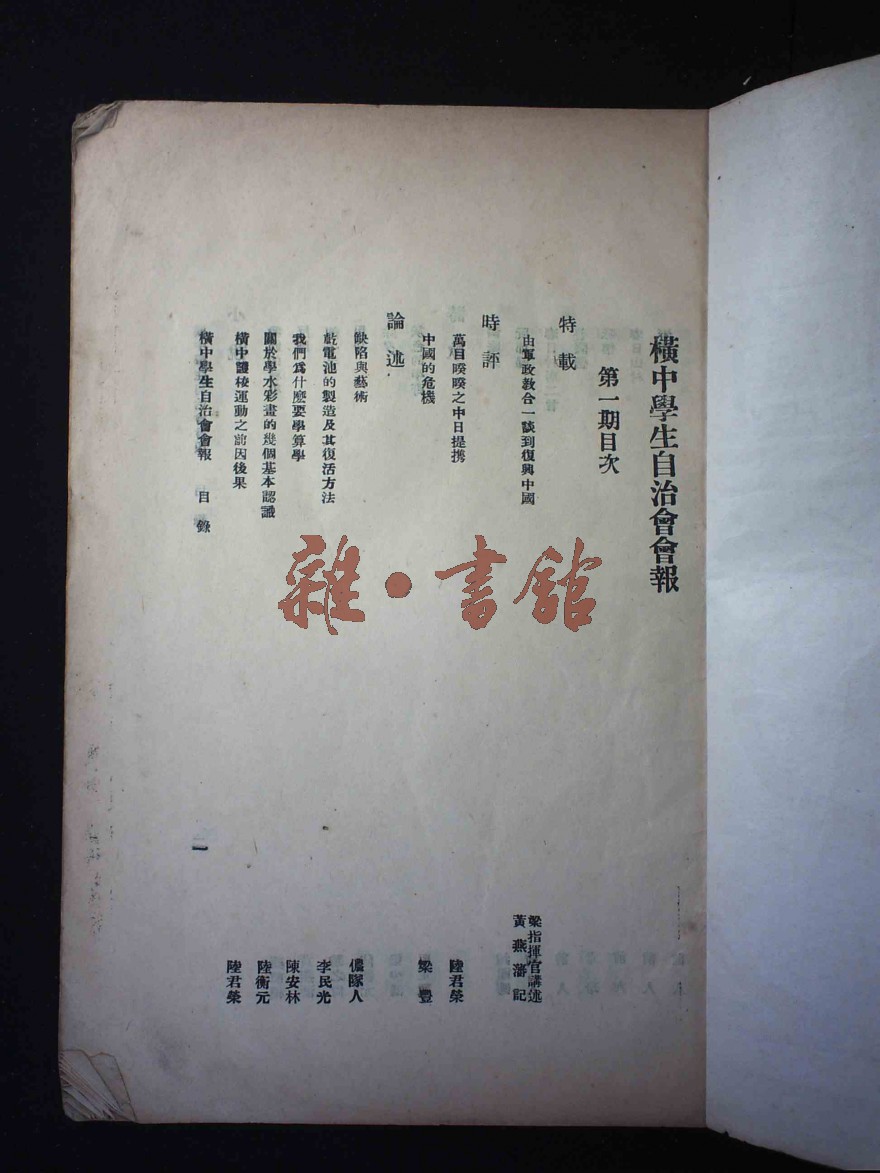 橫中學生自治會會報
第一期目次
特載
由軍政教合一談到復興中國
梁指揮官講述
黃燕藩記
時評
萬目睽睽之中日提携
陸君榮
中國的危機
梁豐
論述
缺陷與藝術
儂隊人
乾電池的製造及其復活方法
李民光
我們爲什麼要學算學
陳安林
關於學水彩畫的幾個基本認識
陸衡元
橫中護校運動之前因後果
陸君榮
橫中學生自治會會報 目錄
一
雜·書館